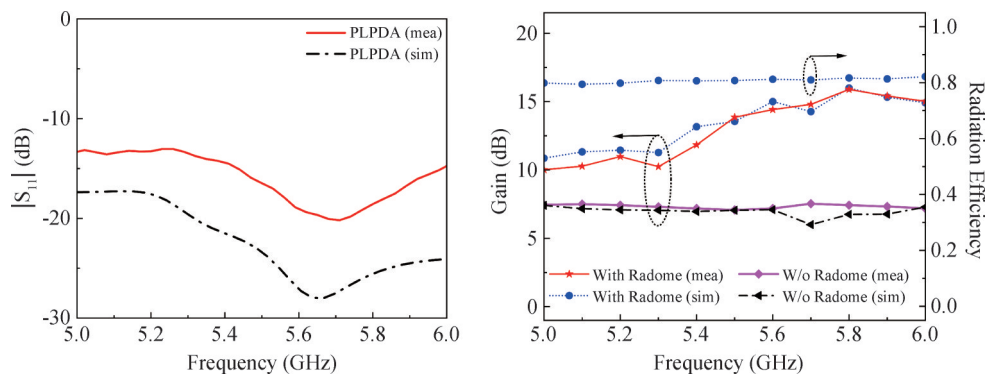 0
-10
-20
-30
|S11| (dB)
PLPDA (mea)
PLPDA (sim)
5.0 5.2 5.4 5.6 5.8 6.0
Frequency (GHz)
20
15
10
5
0
Gain (dB)
1.0
0.8
0.6
0.4
0.2
0.0
Radiation Efficiency
With Radome (mea) W/o Radome (mea)
With Radome (sim) W/o Radome (sim)
5.0 5.2 5.4 5.6 5.8 6.0
Frequency (GHz)